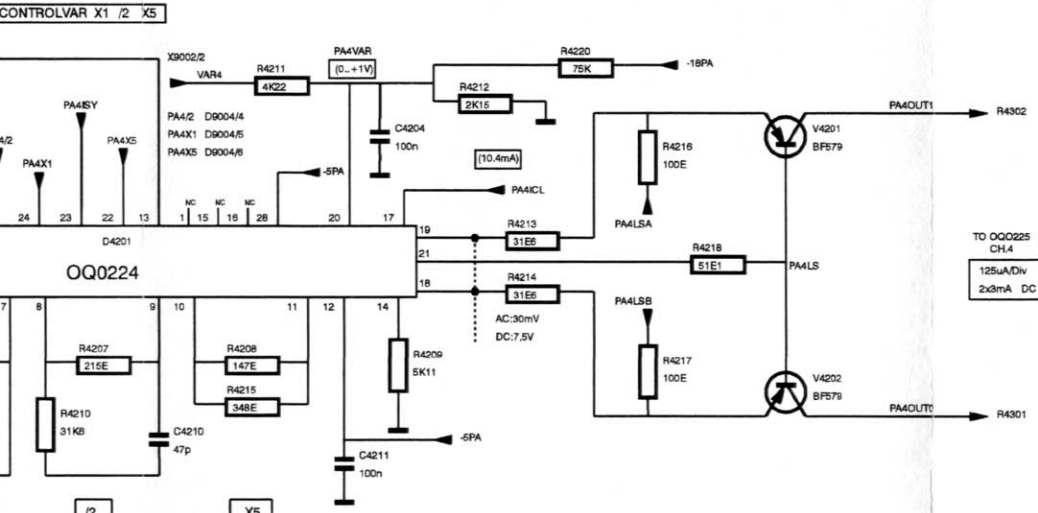 CONTROLVAR X1 /2 X5
X9002/2
VAR4
R4211
4K22
PA4VAR
(0...+1V)
R4220
75K
-18PA
R4212
2K15
PA4ISY
PA4/2 D9004/4
PA4X1 D9004/5
PA4X5 D9004/6
C4204
100n
4/2
PA4X1
PA4X5
(10.4mA)
-5PA
PA4ICL
R4216
100E
PA4LSA
PA4OUT1
R4302
V4201
BF579
24 23 22 13 1 15 16 28 20 17
NC NC NC
D4201
OQ0224
19
21
18
R4213
31E6
R4218
51E1
PA4LS
R4214
31E6
TO OQ0225
CH.4
125uA/Div
2x3mA DC
7 8 9 10 11 12 14
AC:30mV
DC:7,5V
PA4LSB
R4217
100E
R4207
215E
R4208
147E
R4215
348E
R4209
5K11
V4202
BF579
PA4OUT0
R4301
R4210
31K6
C4210
47p
-5PA
C4211
100n
/2
X5